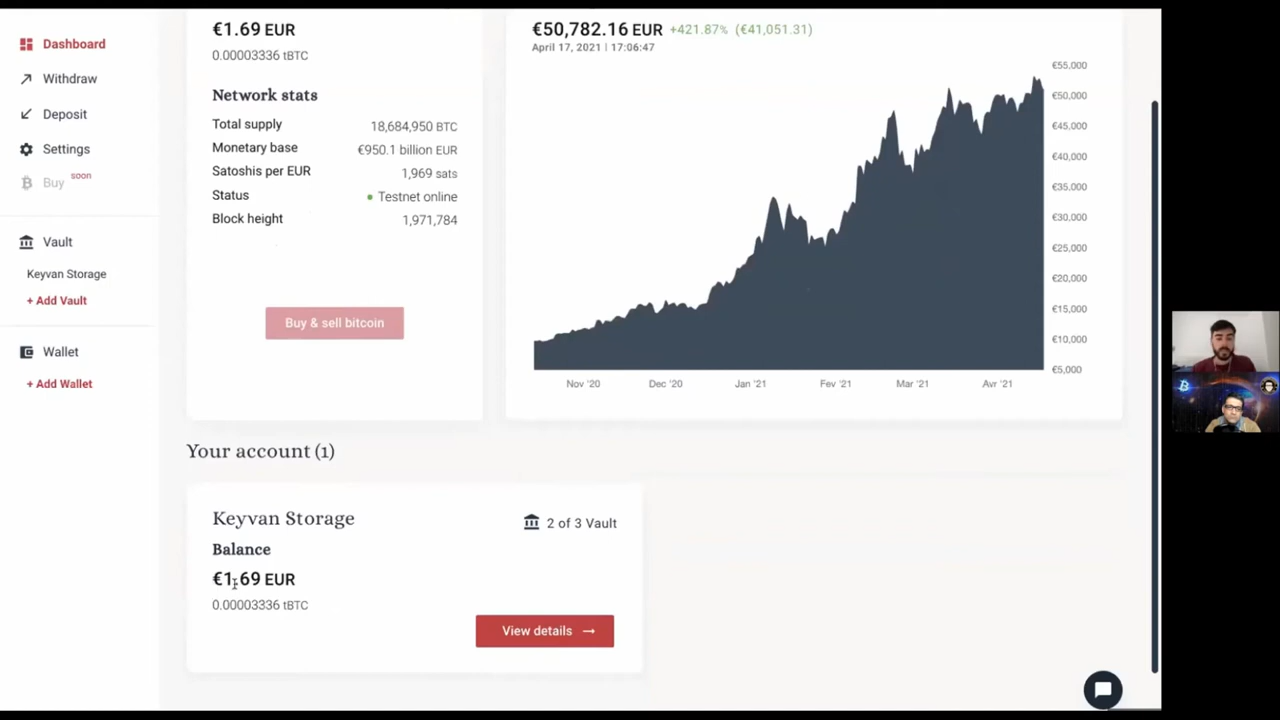 Dashboard
Withdraw
Deposit
Settings
Buy soon
Vault
Keyvan Storage
+ Add Vault
Wallet
+ Add Wallet
€1.69 EUR
0.00003336 tBTC
Network stats
Total supply 18,684,950 BTC
Monetary base €950.1 billion EUR
Satoshis per EUR 1,969 sats
Status Testnet online
Block height 1,971,784
Buy & sell bitcoin
€50,782.16 EUR +421.87% (€41,051.31)
April 17, 2021 | 17:06:47
€55,000
€50,000
€45,000
€40,000
€35,000
€30,000
€25,000
€20,000
€15,000
€10,000
€5,000
Nov '20 Dec '20 Jan '21 Fev '21 Mar '21 Avr '21
Your account (1)
Keyvan Storage 2 of 3 Vault
Balance
€1.69 EUR
0.00003336 tBTC
View details →